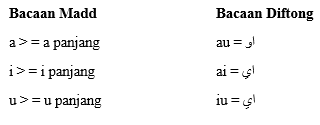 Bacaan Madd Bacaan Diftong
a > = a panjang au = او
i > = i panjang ai = اي
u > = u panjang iu = اي